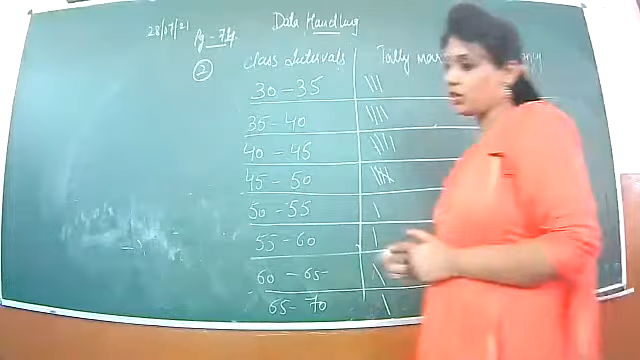 28/07/21 Data Handling
Pg - 74.
2 Class Intervals Tally
30 - 35 |||
35 - 40 ||||
40 - 45
45 - 50
50 - 55 |
55 - 60 |
60 - 65
65 - 70 |